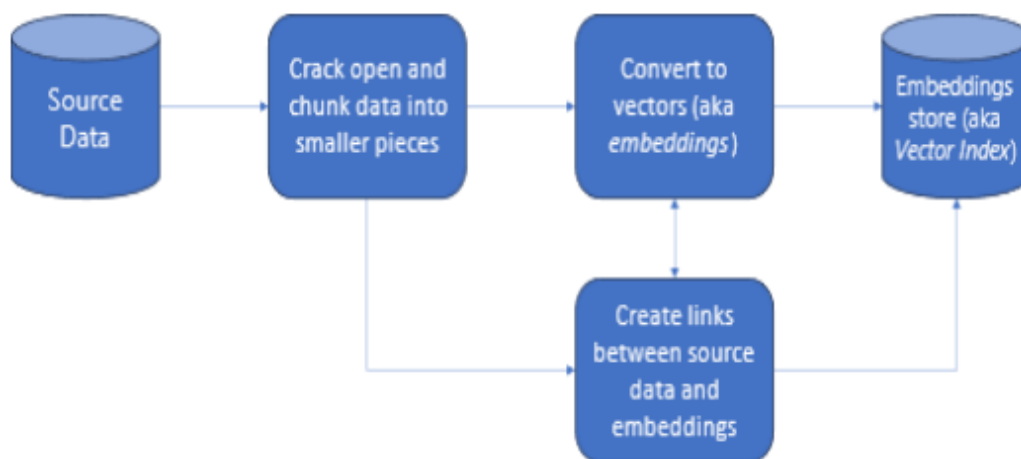 Source
Data
Crack open and
chunk data into
smaller pieces
Convert to
vectors (aka
embeddings)
Embeddings
store (aka
Vector Index)
Create links
between source
data and
embeddings